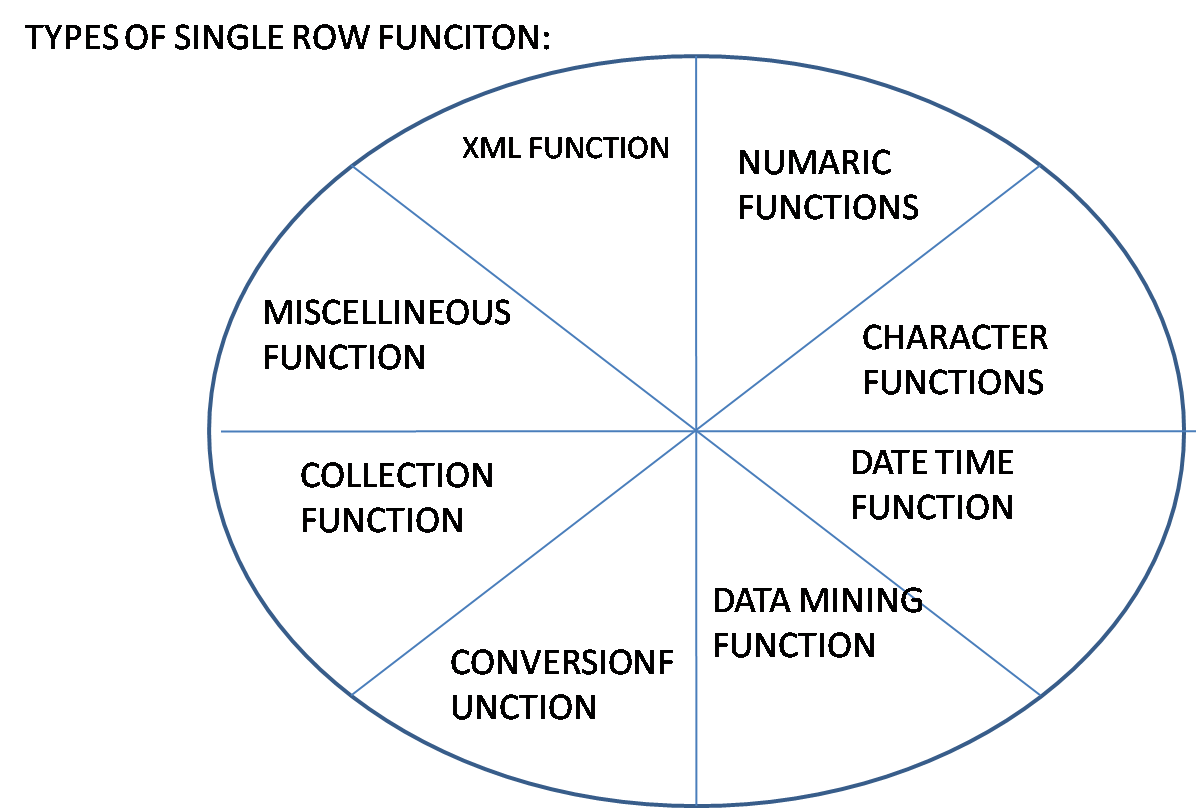 TYPES OF SINGLE ROW FUNCITON:
XML FUNCTION
NUMARIC
FUNCTIONS
MISCELLINEOUS
FUNCTION
CHARACTER
FUNCTIONS
COLLECTION
FUNCTION
DATE TIME
FUNCTION
CONVERSIONF
UNCTION
DATA MINING
FUNCTION